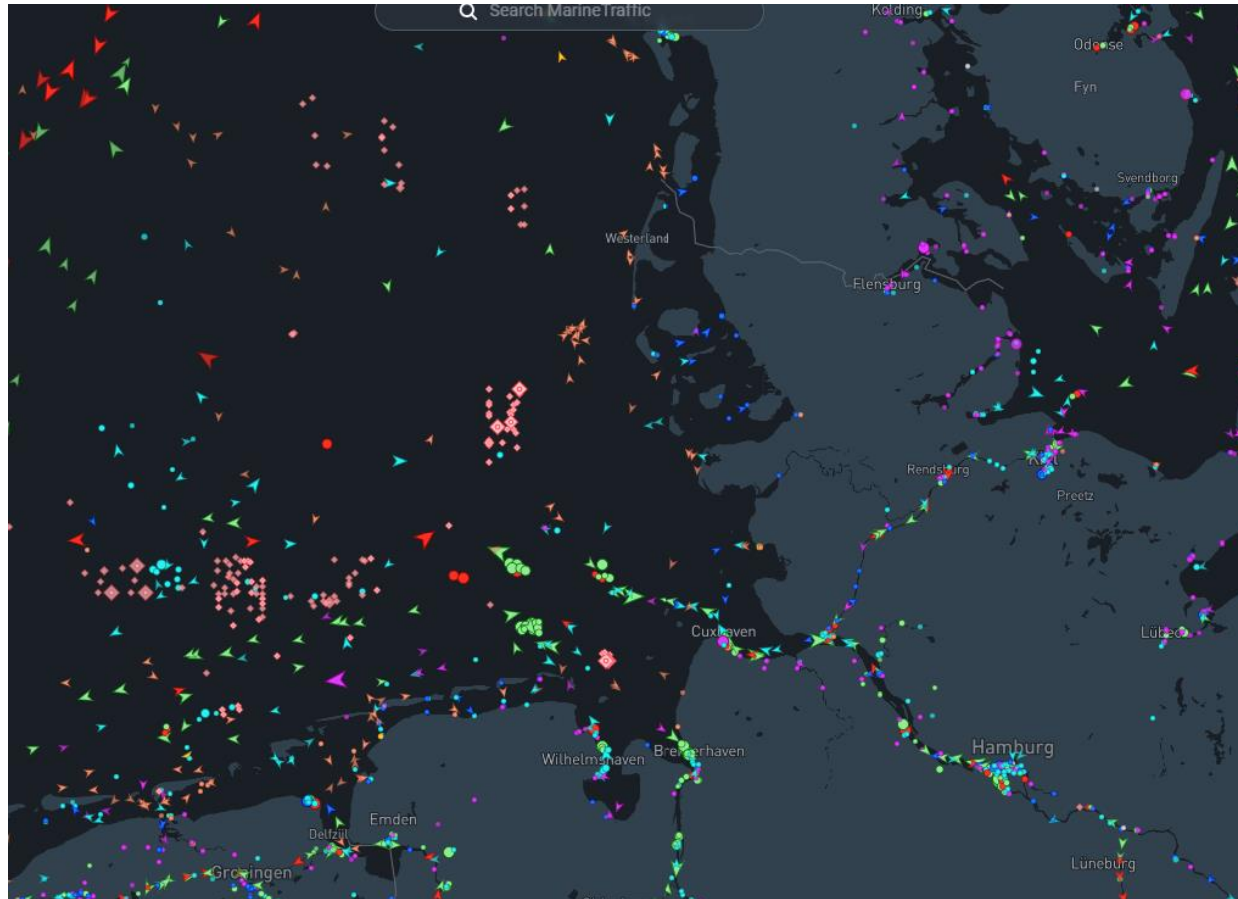 Search MarineTraffic
Kolding
Odense
Fyn
Svendborg
Westerland
Flensburg
Rendsburg
Kiel
Preetz
Cuxhaven
Lübeck
Hamburg
Wilhelmshaven
Bremerhaven
Emden
Delfzijl
Groningen
Lüneburg